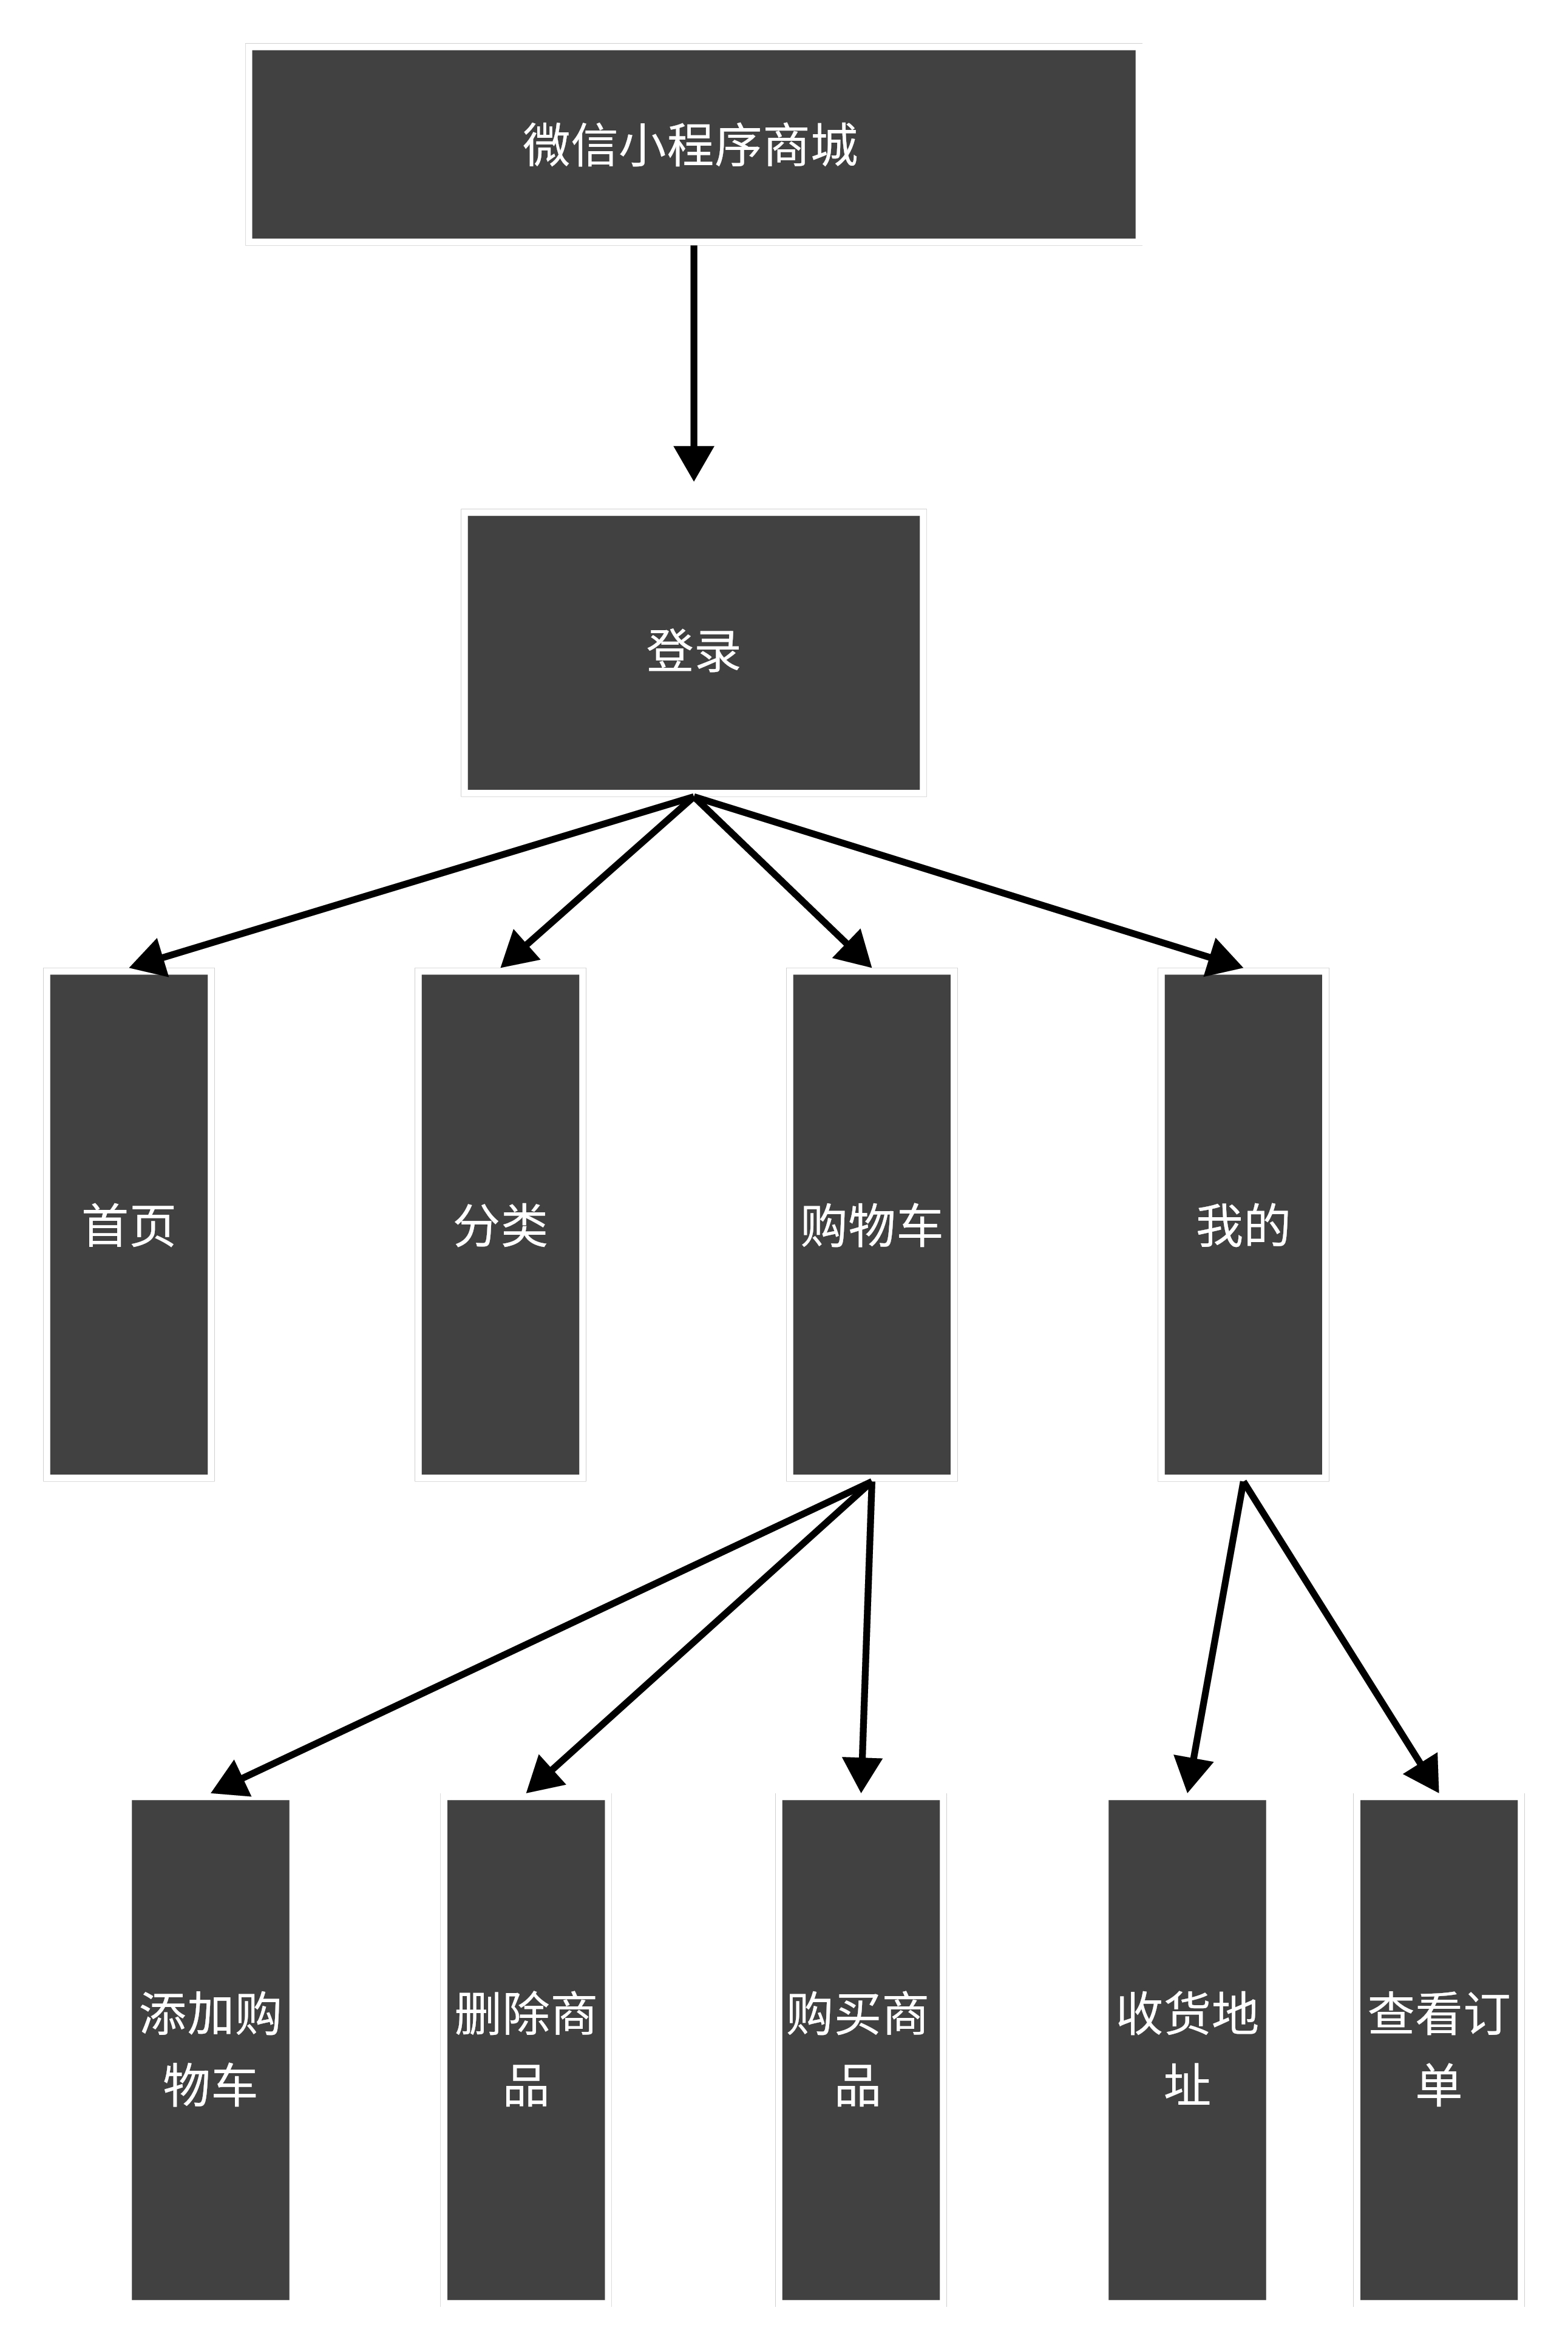 微信小程序商城
登录
首页
分类
购物车
我的
添加购
物车
删除商
品
购买商
品
收货地
址
查看订
单